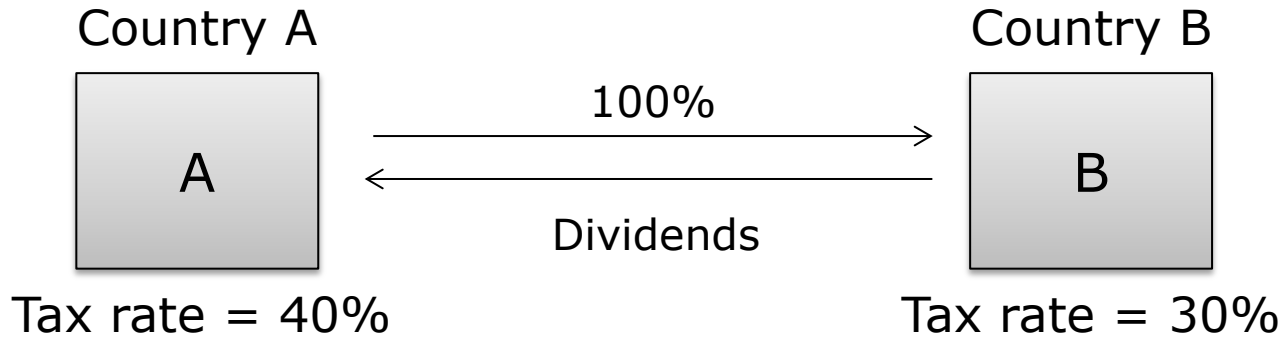 Country A
Country B
100%
A
B
Dividends
Tax rate = 40%
Tax rate = 30%